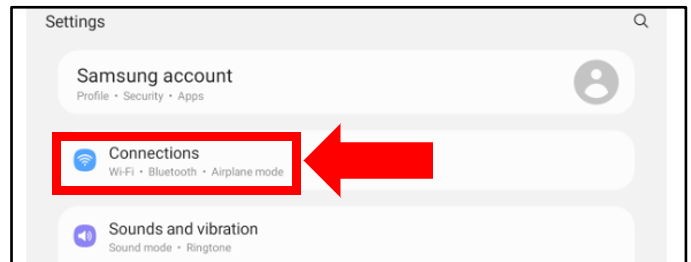 Settings
Samsung account
Profile • Security • Apps
Connections
Wi-Fi • Bluetooth • Airplane mode
Sounds and vibration
Sound mode • Ringtone